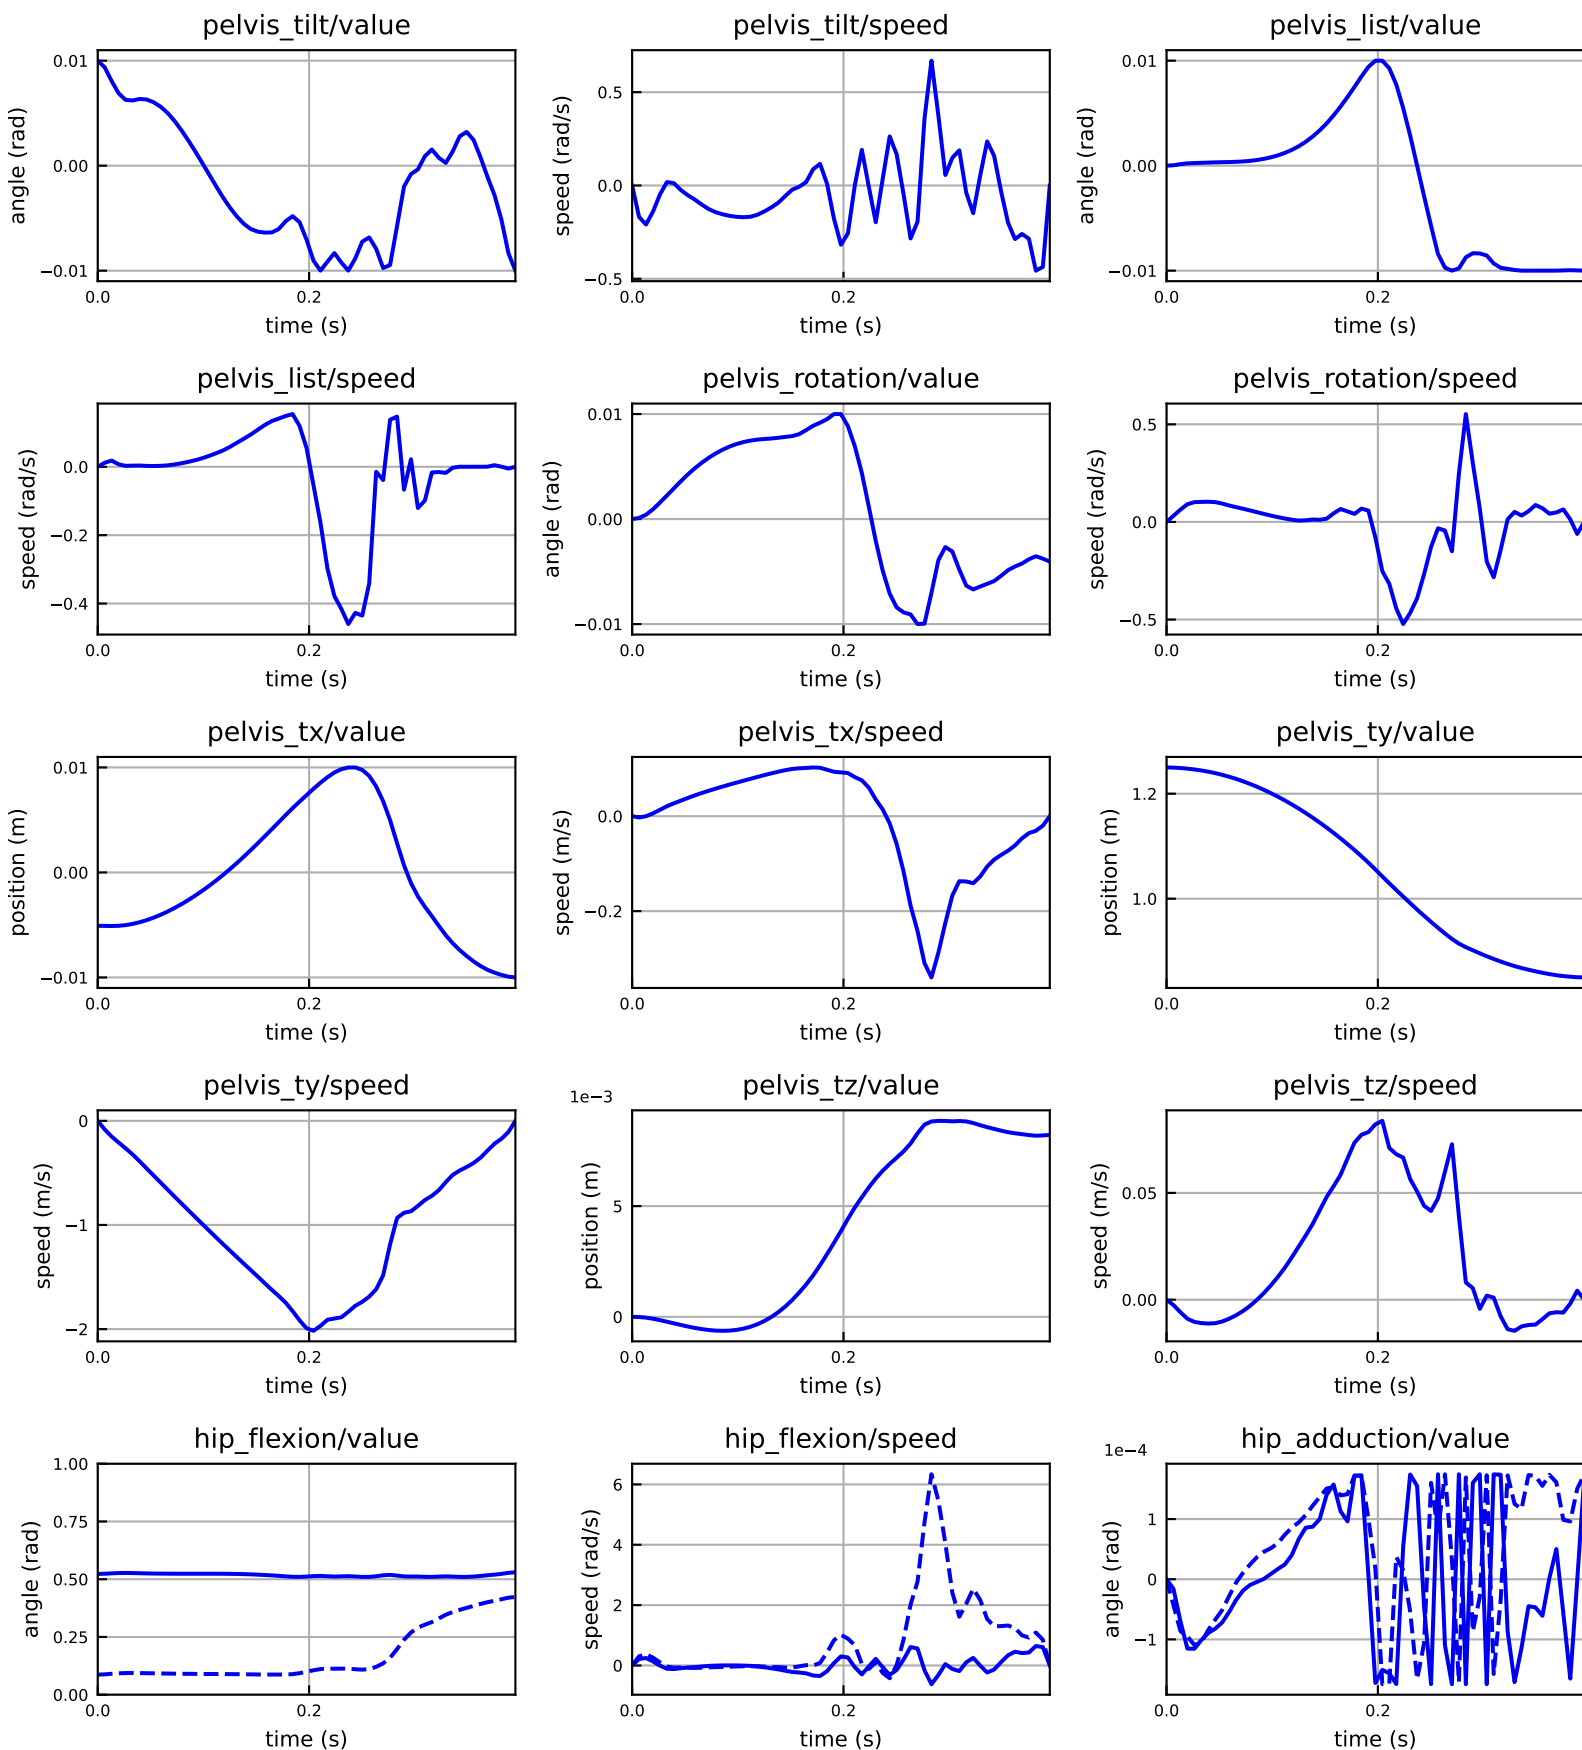 pelvis_tilt/value
pelvis_tilt/speed
pelvis_list/value
angle (rad)
0.01
0.00
−0.01
0.0
0.2
time (s)
speed (rad/s)
0.5
0.0
−0.5
0.0
0.2
time (s)
angle (rad)
0.01
0.00
−0.01
0.0
0.2
time (s)
pelvis_list/speed
pelvis_rotation/value
pelvis_rotation/speed
speed (rad/s)
0.0
−0.2
−0.4
0.0
0.2
time (s)
angle (rad)
0.01
0.00
−0.01
0.0
0.2
time (s)
speed (rad/s)
0.5
0.0
−0.5
0.0
0.2
time (s)
pelvis_tx/value
pelvis_tx/speed
pelvis_ty/value
position (m)
0.01
0.00
−0.01
0.0
0.2
time (s)
speed (m/s)
0.0
−0.2
0.0
0.2
time (s)
position (m)
1.2
1.0
0.0
0.2
time (s)
pelvis_ty/speed
pelvis_tz/value
pelvis_tz/speed
speed (m/s)
0
−1
−2
0.0
0.2
time (s)
1e−3
position (m)
5
0
0.0
0.2
time (s)
speed (m/s)
0.05
0.00
0.0
0.2
time (s)
hip_flexion/value
hip_flexion/speed
hip_adduction/value
angle (rad)
1.00
0.75
0.50
0.25
0.00
0.0
0.2
time (s)
speed (rad/s)
6
4
2
0
0.0
0.2
time (s)
1e−4
angle (rad)
1
0
−1
0.0
0.2
time (s)